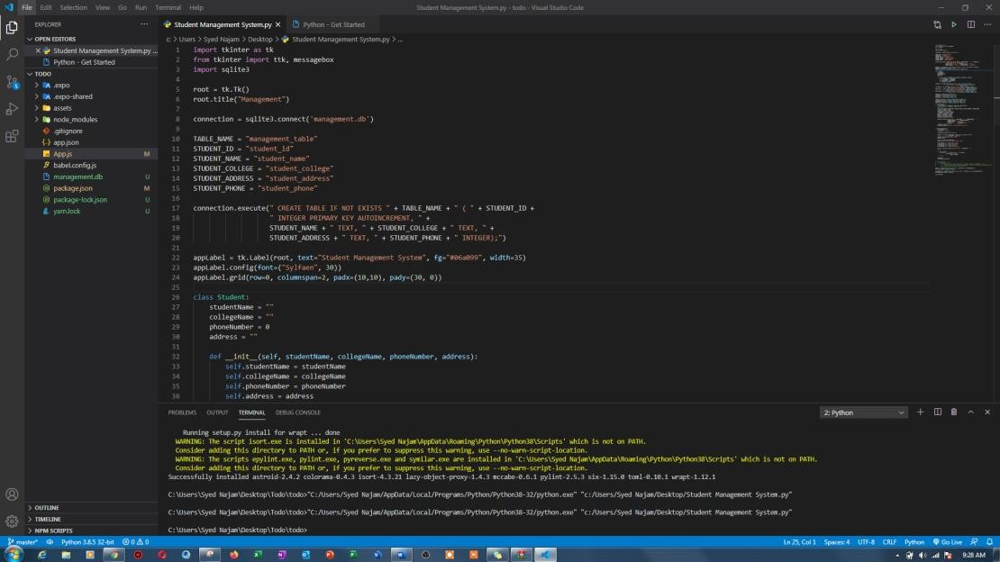 File Edit Selection View Go Run Terminal Help
Student Management System.py - todo - Visual Studio Code
EXPLORER
OPEN EDITORS
Student Management System.py ...
Python - Get Started
TODO
.expo
.expo-shared
assets
node_modules
.gitignore
app.json
App.js M
babel.config.js
management.db U
package.json M
package-lock.json U
yarn.lock U
OUTLINE
TIMELINE
NPM SCRIPTS
Student Management System.py
Python - Get Started
c: > Users > Syed Najam > Desktop > Student Management System.py > ...
1 import tkinter as tk
2 from tkinter import ttk, messagebox
3 import sqlite3
4
5 root = tk.Tk()
6 root.title("Management")
7
8 connection = sqlite3.connect('management.db')
9
10 TABLE_NAME = "management_table"
11 STUDENT_ID = "student_id"
12 STUDENT_NAME = "student_name"
13 STUDENT_COLLEGE = "student_college"
14 STUDENT_ADDRESS = "student_address"
15 STUDENT_PHONE = "student_phone"
16
17 connection.execute(" CREATE TABLE IF NOT EXISTS " + TABLE_NAME + " ( " + STUDENT_ID +
18 " INTEGER PRIMARY KEY AUTOINCREMENT, " +
19 STUDENT_NAME + " TEXT, " + STUDENT_COLLEGE + " TEXT, " +
20 STUDENT_ADDRESS + " TEXT, " + STUDENT_PHONE + " INTEGER);")
21
22 appLabel = tk.Label(root, text="Student Management System", fg="#06a099", width=35)
23 appLabel.config(font=("Sylfaen", 30))
24 appLabel.grid(row=0, columnspan=2, padx=(10,10), pady=(30, 0))
25
26 class Student:
27 studentName = ""
28 collegeName = ""
29 phoneNumber = 0
30 address = ""
31
32 def __init__(self, studentName, collegeName, phoneNumber, address):
33 self.studentName = studentName
34 self.collegeName = collegeName
35 self.phoneNumber = phoneNumber
36 self.address = address
PROBLEMS OUTPUT TERMINAL DEBUG CONSOLE
2: Python
Running setup.py install for wrapt ... done
WARNING: The script isort.exe is installed in 'C:\Users\Syed Najam\AppData\Roaming\Python\Python38\Scripts' which is not on PATH.
Consider adding this directory to PATH or, if you prefer to suppress this warning, use --no-warn-script-location.
WARNING: The scripts epylint.exe, pylint.exe, pyreverse.exe and symilar.exe are installed in 'C:\Users\Syed Najam\AppData\Roaming\Python\Python38\Scripts' which is not on PATH.
Consider adding this directory to PATH or, if you prefer to suppress this warning, use --no-warn-script-location.
Successfully installed astroid-2.4.2 colorama-0.4.3 isort-4.3.21 lazy-object-proxy-1.4.3 mccabe-0.6.1 pylint-2.5.3 six-1.15.0 toml-0.10.1 wrapt-1.12.1
C:\Users\Syed Najam\Desktop\Todo\todo>"C:/Users/Syed Najam/AppData/Local/Programs/Python/Python38-32/python.exe" "c:/Users/Syed Najam/Desktop/Student Management System.py"
C:\Users\Syed Najam\Desktop\Todo\todo>"C:/Users/Syed Najam/AppData/Local/Programs/Python/Python38-32/python.exe" "c:/Users/Syed Najam/Desktop/Student Management System.py"
C:\Users\Syed Najam\Desktop\Todo\todo>
master* Python 3.8.5 32-bit 0 0
Ln 25, Col 1 Spaces: 4 UTF-8 CRLF Python Go Live
9:28 AM